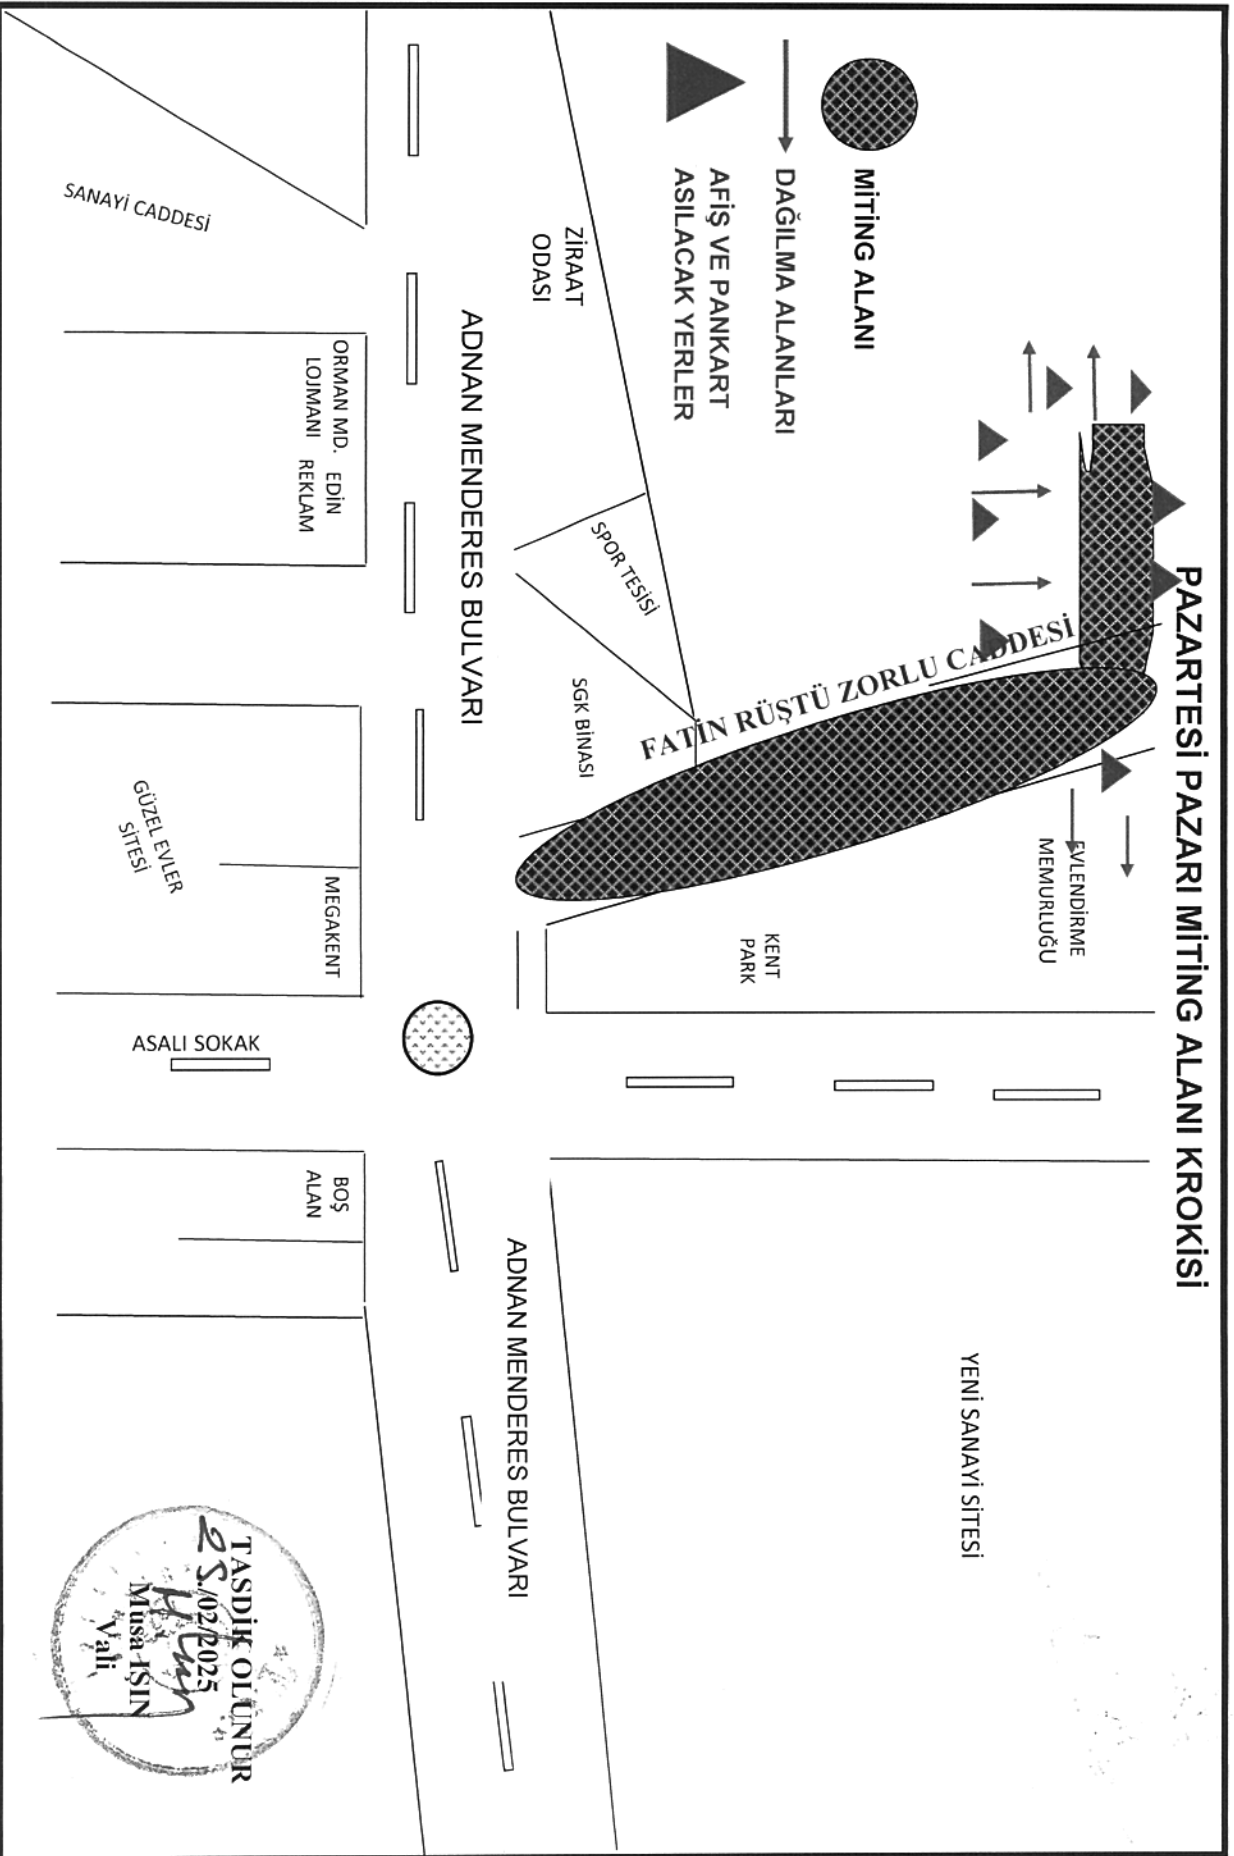 PAZARTESİ PAZARI MİTİNG ALANI KROKİSİ
MİTİNG ALANI
DAĞILMA ALANLARI
AFİŞ VE PANKART
ASILACAK YERLER
FATİN RÜŞTÜ ZORLU CADDESİ
EVLENDİRME
MEMURLUĞU
YENİ SANAYİ SİTESİ
KENT
PARK
SPOR TESİSİ
SGK BİNASI
ZİRAAT
ODASI
ADNAN MENDERES BULVARI
ADNAN MENDERES BULVARI
SANAYİ CADDESİ
ORMAN MD. EDİN
LOJMANI REKLAM
MEGAKENT
GÜZEL EVLER
SİTESİ
ASALI SOKAK
BOŞ
ALAN
TASDİK OLUNUR
25./02/2025
Musa IŞIN
Vali